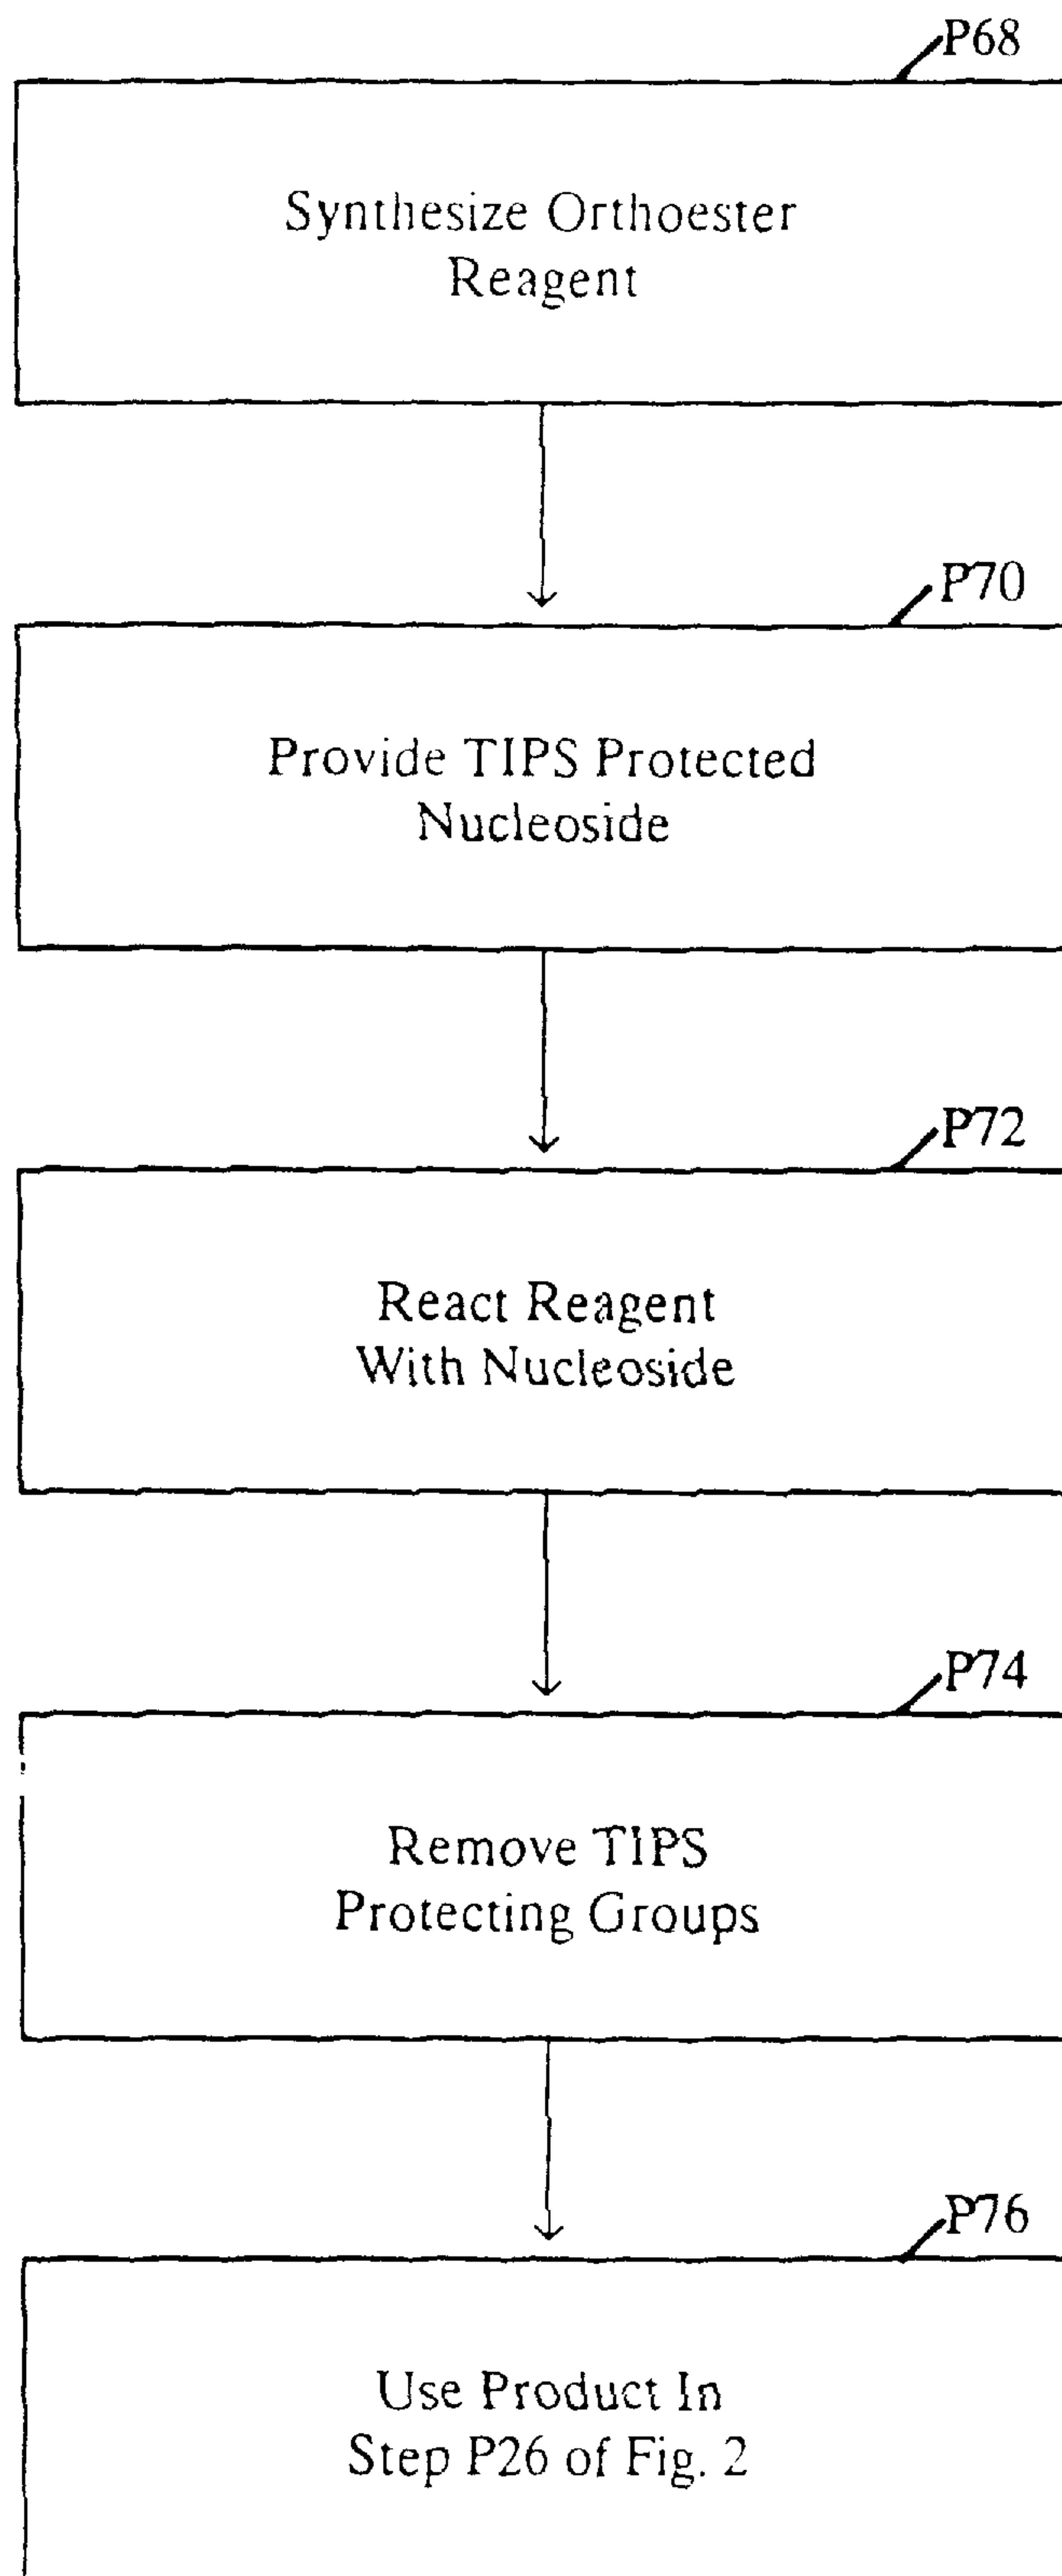 P68
Synthesize Orthoester
Reagent
P70
Provide TIPS Protected
Nucleoside
P72
React Reagent
With Nucleoside
P74
Remove TIPS
Protecting Groups
P76
Use Product In
Step P26 of Fig. 2